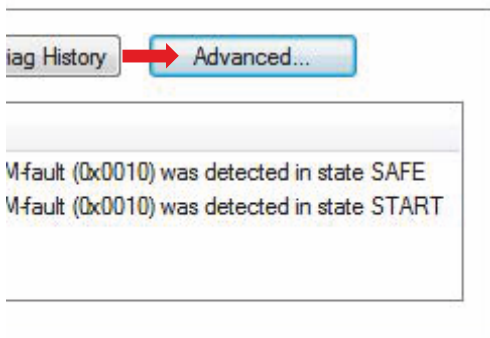 iag History Advanced...
M-fault (0x0010) was detected in state SAFE
M-fault (0x0010) was detected in state START